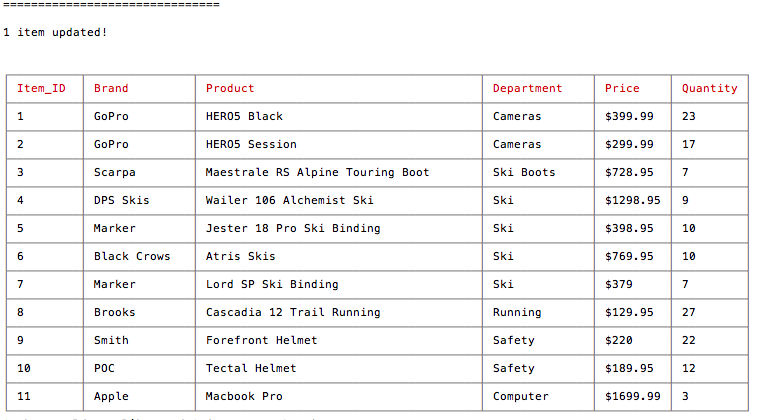 ===============================
1 item updated!
Item_ID Brand Product Department Price Quantity
1 GoPro HERO5 Black Cameras $399.99 23
2 GoPro HERO5 Session Cameras $299.99 17
3 Scarpa Maestrale RS Alpine Touring Boot Ski Boots $728.95 7
4 DPS Skis Wailer 106 Alchemist Ski Ski $1298.95 9
5 Marker Jester 18 Pro Ski Binding Ski $398.95 10
6 Black Crows Atris Skis Ski $769.95 10
7 Marker Lord SP Ski Binding Ski $379 7
8 Brooks Cascadia 12 Trail Running Running $129.95 27
9 Smith Forefront Helmet Safety $220 22
10 POC Tectal Helmet Safety $189.95 12
11 Apple Macbook Pro Computer $1699.99 3